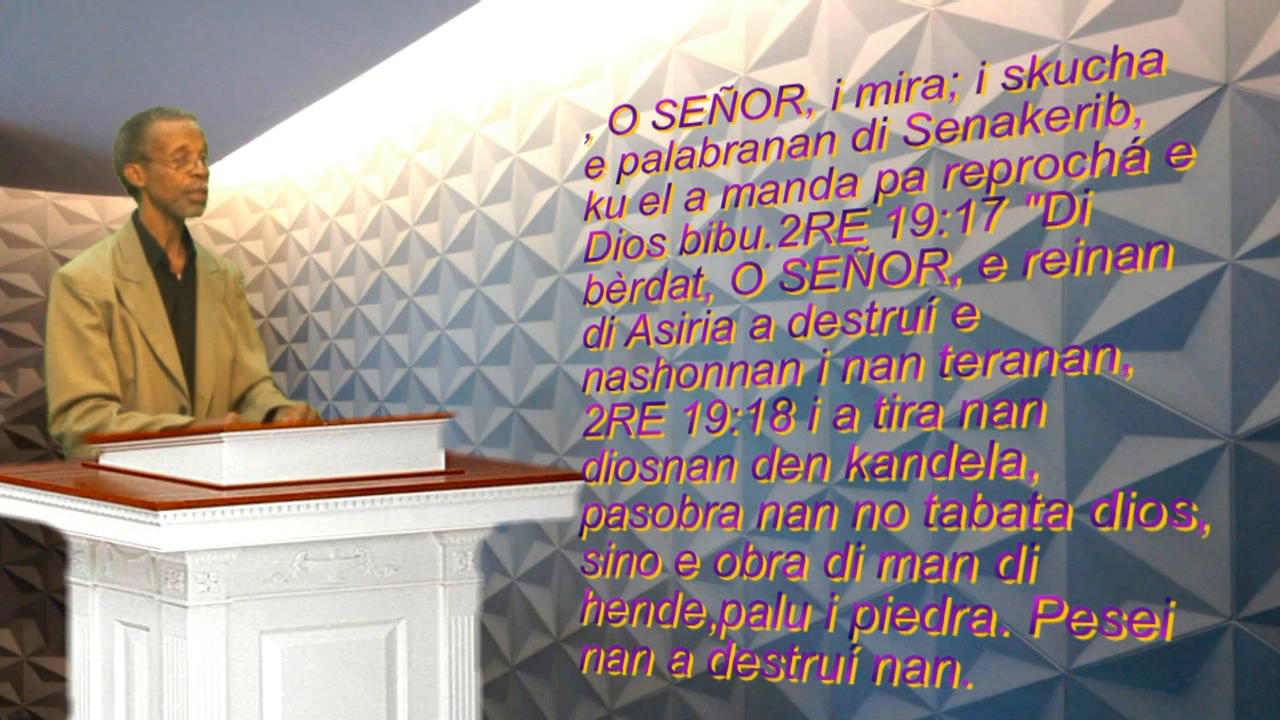 , O SEÑOR, i mira; i skucha
e palabranan di Senakerib,
ku el a manda pa reprochá e
Dios bibu.2RE 19:17 "Di
bèrdat, O SEÑOR, e reinan
di Asiria a destruí e
nashonnan i nan teranan,
2RE 19:18 i a tira nan
diosnan den kandela,
pasobra nan no tabata dios,
sino e obra di man di
hende,palu i piedra. Pesei
nan a destruí nan.